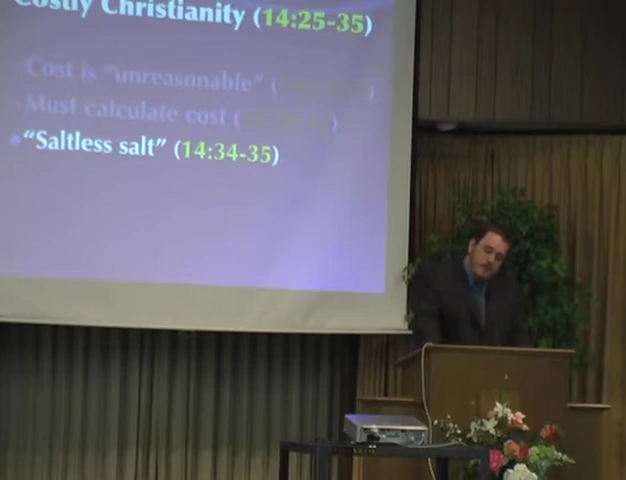 Costly Christianity (14:25-35)
Cost is "unreasonable" (
Must calculate cost (
• "Saltless salt" (14:34-35)